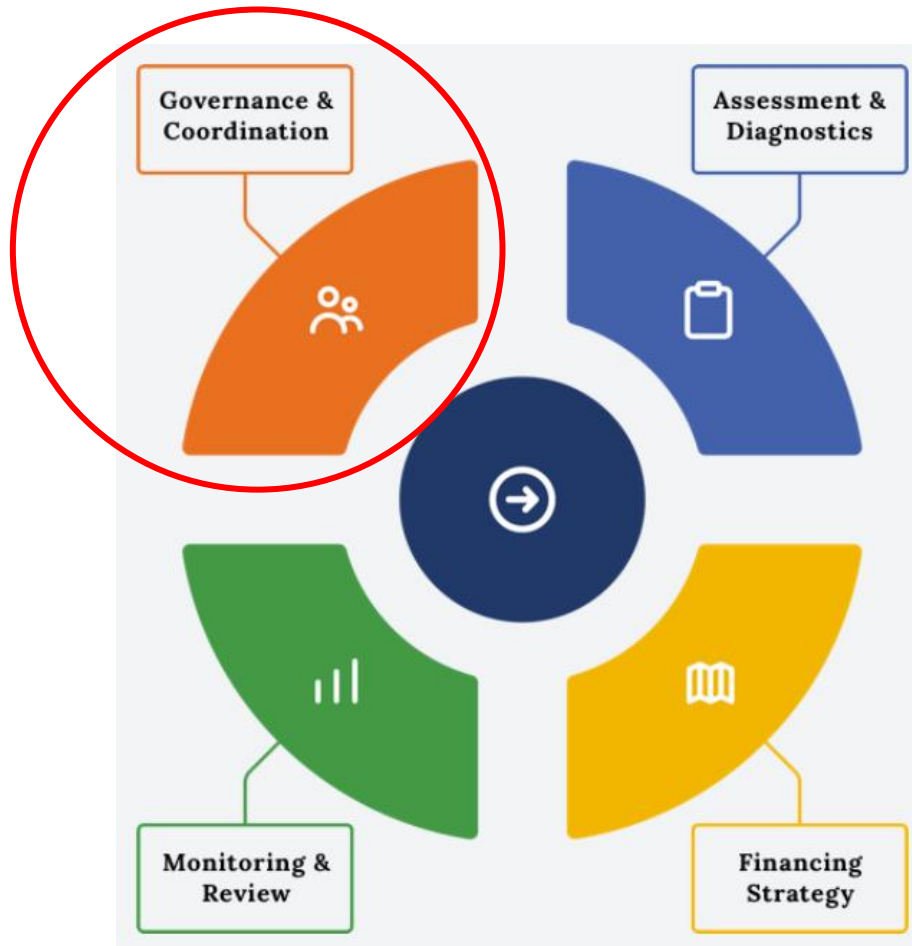 Governance &
Coordination
Assessment &
Diagnostics
Monitoring &
Review
Financing
Strategy